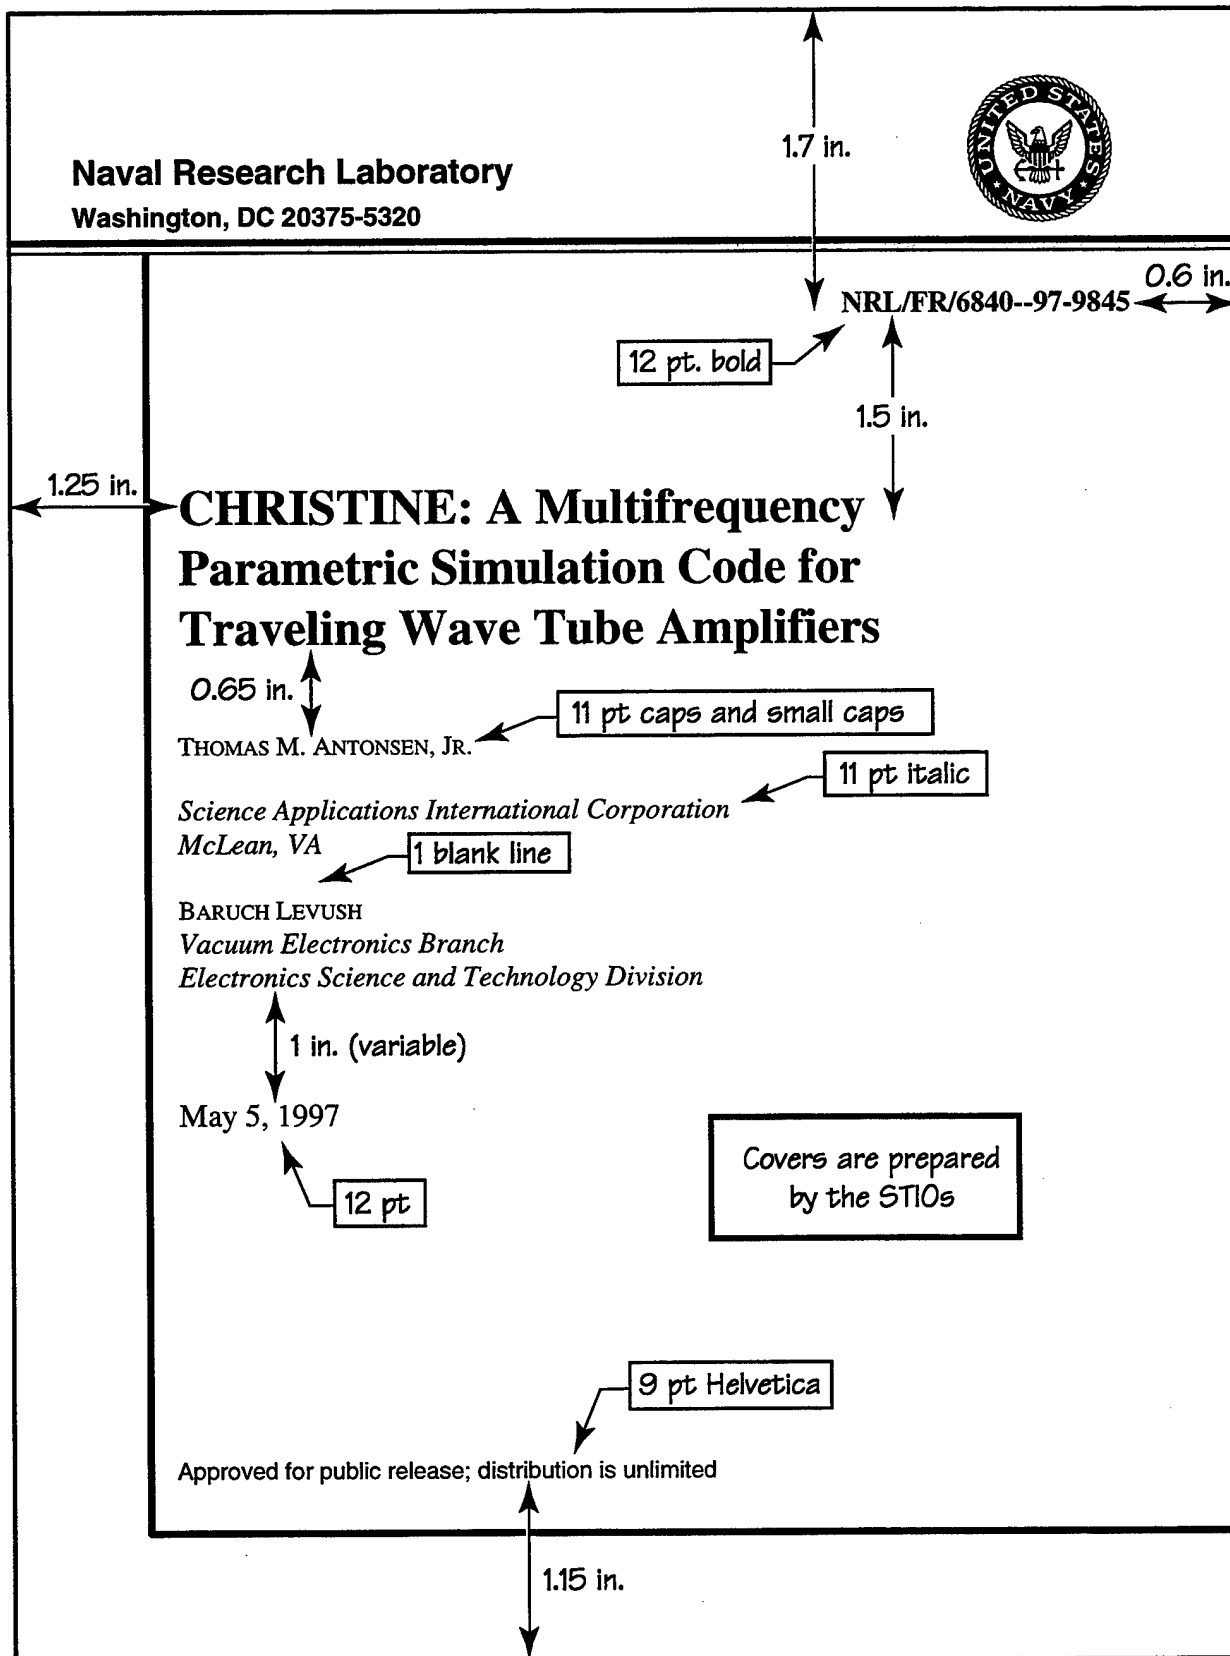 1.7 in.
UNITED STATES
NAVY
Naval Research Laboratory
Washington, DC 20375-5320
0.6 in.
NRL/FR/6840--97-9845
12 pt. bold
1.5 in.
1.25 in.
CHRISTINE: A Multifrequency
Parametric Simulation Code for
Traveling Wave Tube Amplifiers
0.65 in.
11 pt caps and small caps
THOMAS M. ANTONSEN, JR.
11 pt italic
Science Applications International Corporation
McLean, VA
1 blank line
BARUCH LEVUSH
Vacuum Electronics Branch
Electronics Science and Technology Division
1 in. (variable)
May 5, 1997
Covers are prepared
by the STIOs
12 pt
9 pt Helvetica
Approved for public release; distribution is unlimited
1.15 in.